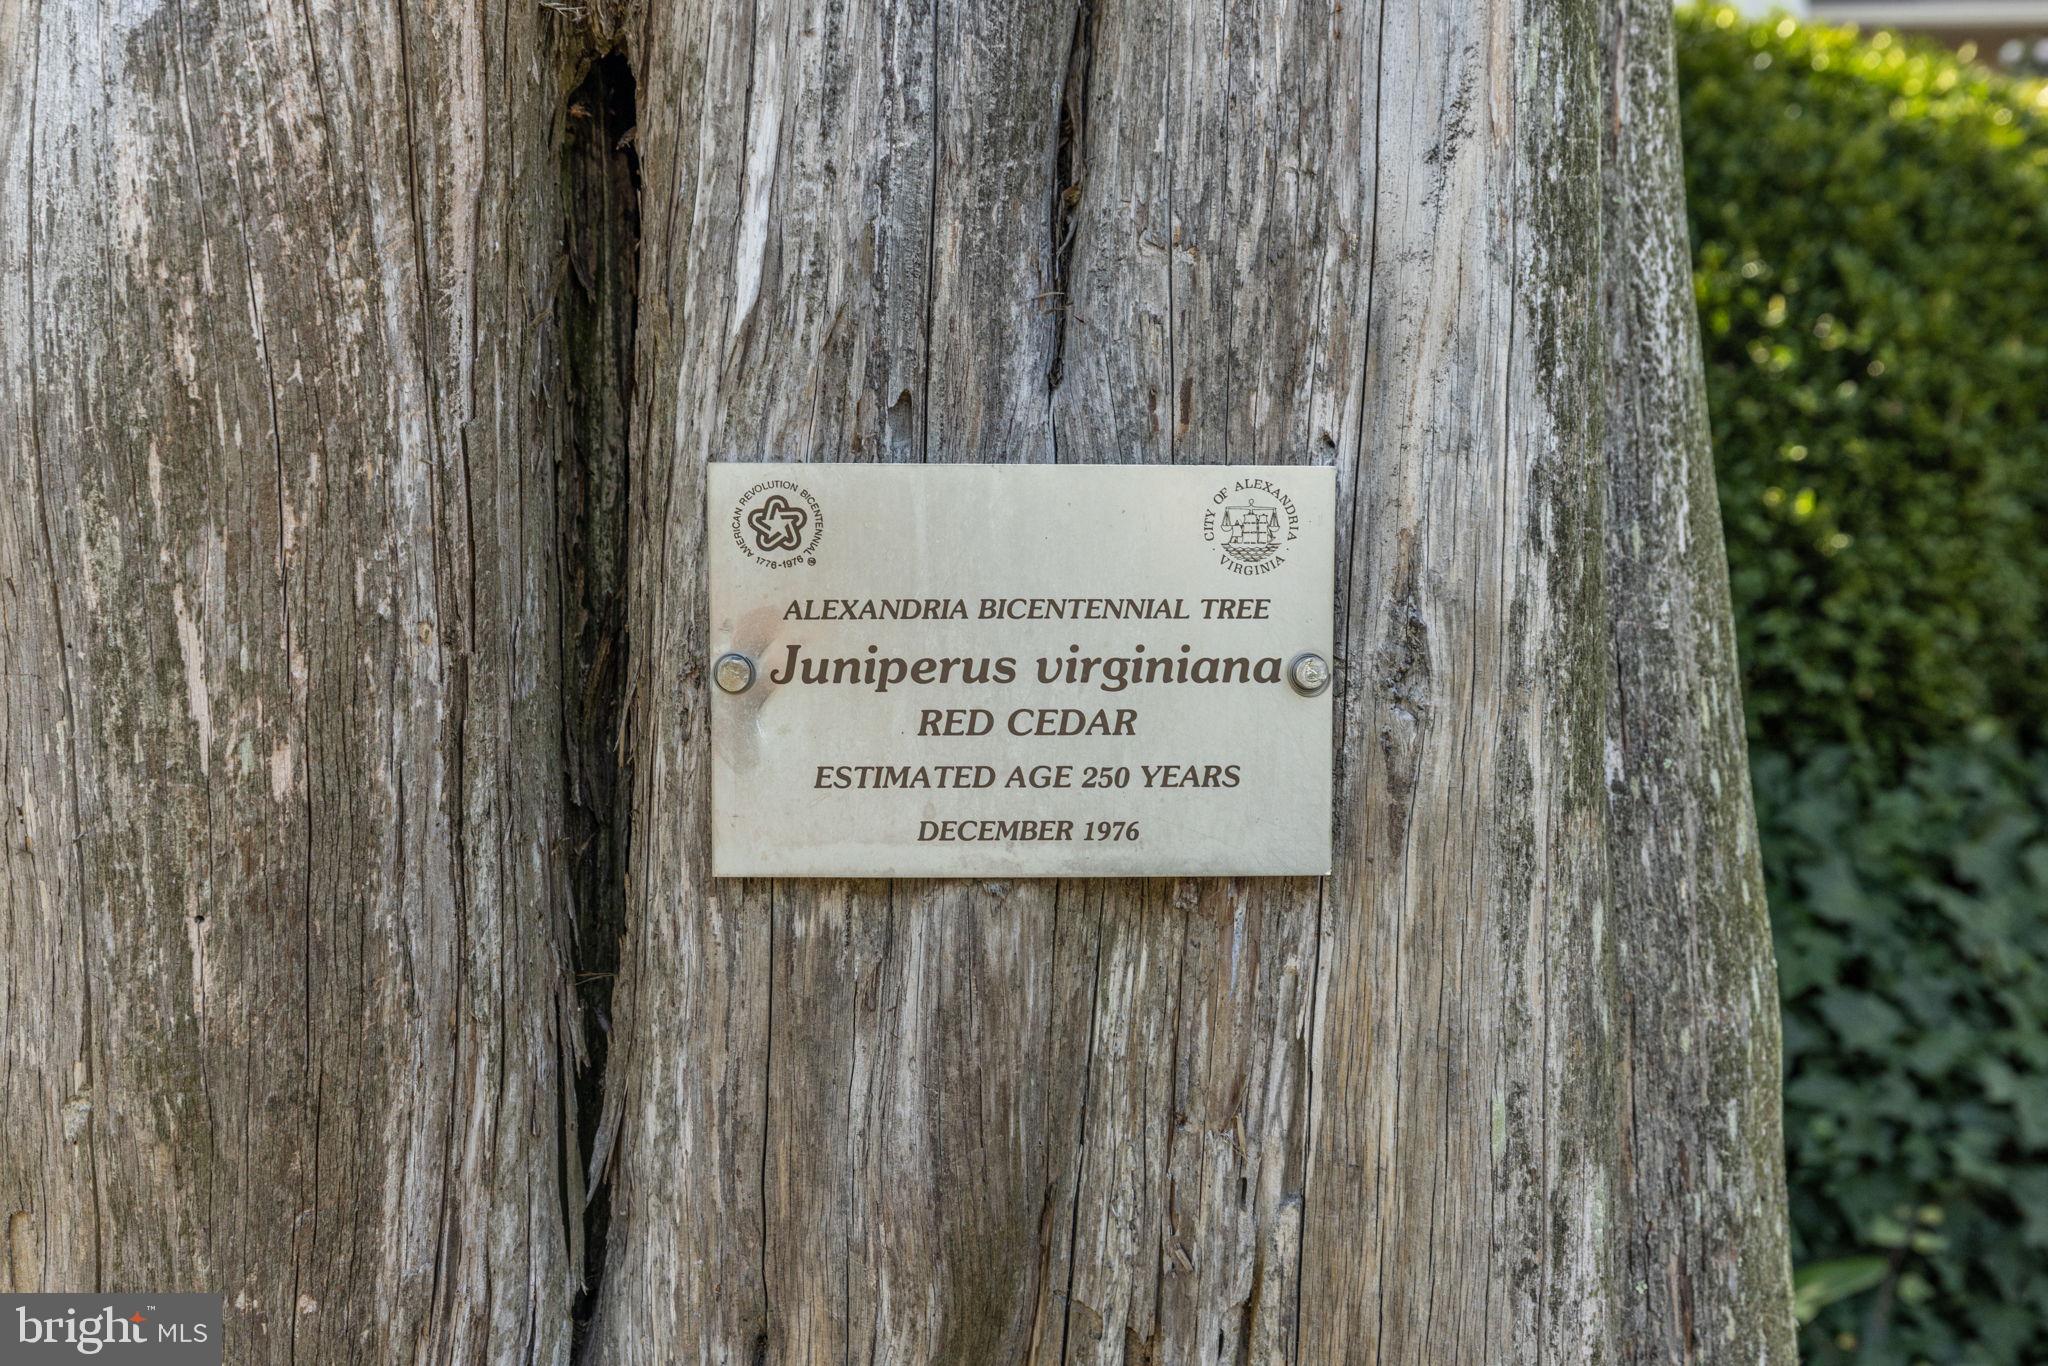 AMERICAN REVOLUTION BICENTENNIAL
1776-1976
CITY OF ALEXANDRIA
VIRGINIA
ALEXANDRIA BICENTENNIAL TREE
Juniperus virginiana
RED CEDAR
ESTIMATED AGE 250 YEARS
DECEMBER 1976
bright™ MLS